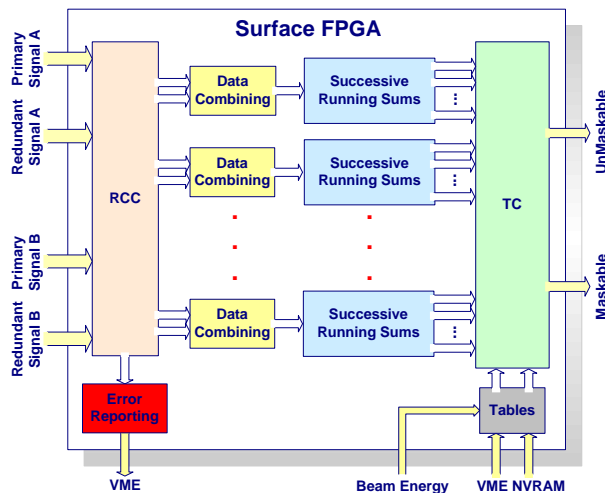 Surface FPGA
Primary
Signal A
Redundant
Signal A
Primary
Signal B
Redundant
Signal B
RCC
Data
Combining
Successive
Running Sums
...
Data
Combining
Successive
Running Sums
...
Data
Combining
Successive
Running Sums
...
TC
UnMaskable
Maskable
Error
Reporting
Tables
VME
Beam Energy
VME NVRAM